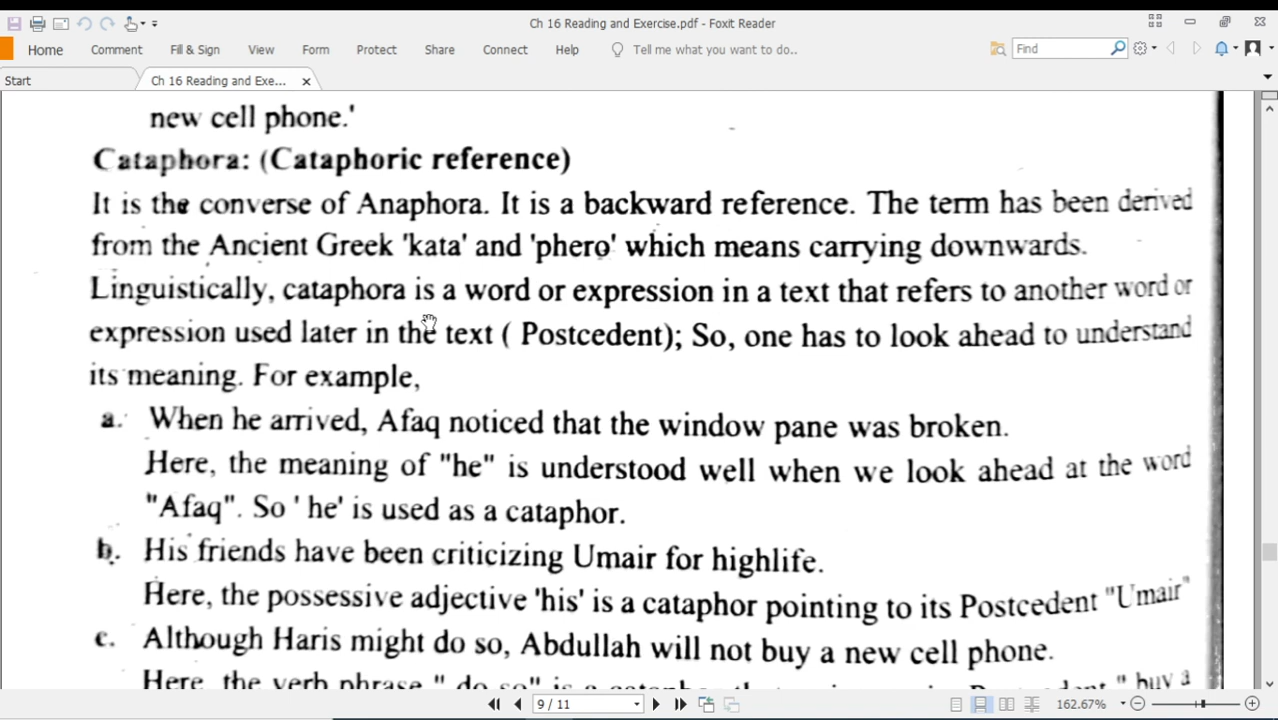 Ch 16 Reading and Exercise.pdf - Foxit Reader
Home Comment Fill & Sign View Form Protect Share Connect Help Tell me what you want to do.. Find
Start Ch 16 Reading and Exe...
new cell phone.'
Cataphora: (Cataphoric reference)
It is the converse of Anaphora. It is a backward reference. The term has been derived
from the Ancient Greek 'kata' and 'phero' which means carrying downwards.
Linguistically, cataphora is a word or expression in a text that refers to another word or
expression used later in the text ( Postcedent); So, one has to look ahead to understand
its meaning. For example,
a. When he arrived, Afaq noticed that the window pane was broken.
Here, the meaning of "he" is understood well when we look ahead at the word
"Afaq". So ' he' is used as a cataphor.
b. His friends have been criticizing Umair for highlife.
Here, the possessive adjective 'his' is a cataphor pointing to its Postcedent "Umair"
c. Although Haris might do so, Abdullah will not buy a new cell phone.
Here, the verb phrase " do so" is a " buy a
9 / 11 162.67%